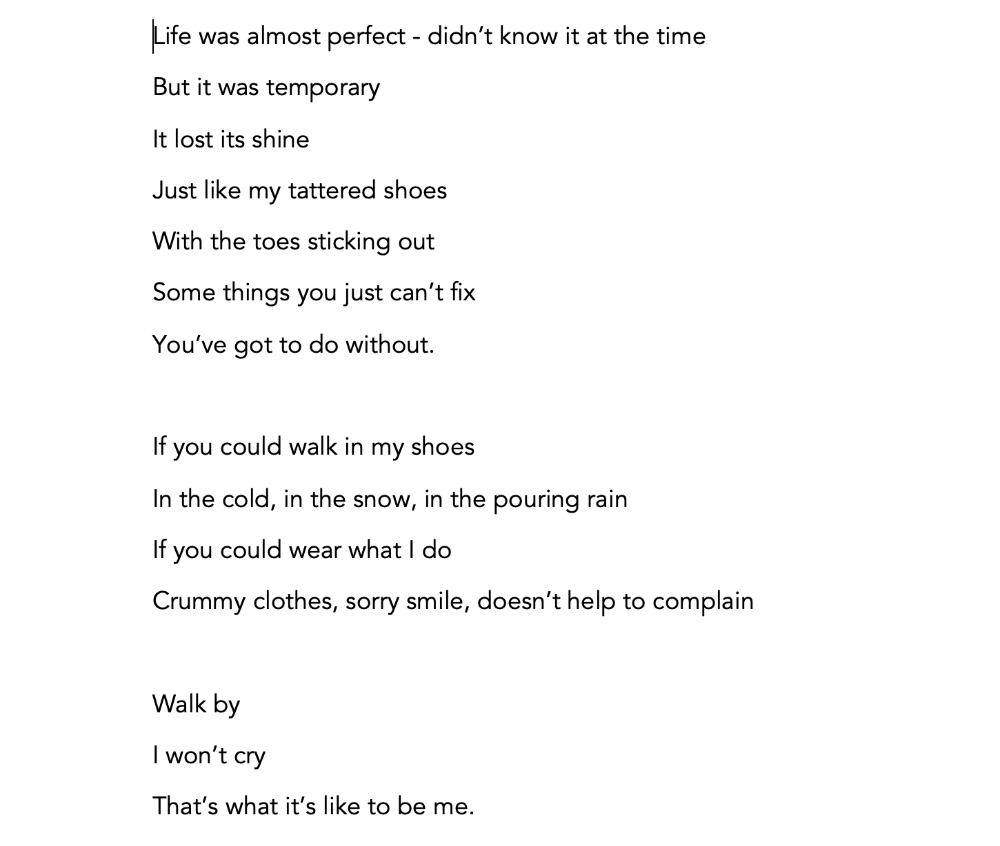 Life was almost perfect - didn’t know it at the time
But it was temporary
It lost its shine
Just like my tattered shoes
With the toes sticking out
Some things you just can’t fix
You’ve got to do without.
If you could walk in my shoes
In the cold, in the snow, in the pouring rain
If you could wear what I do
Crummy clothes, sorry smile, doesn’t help to complain
Walk by
I won’t cry
That’s what it’s like to be me.